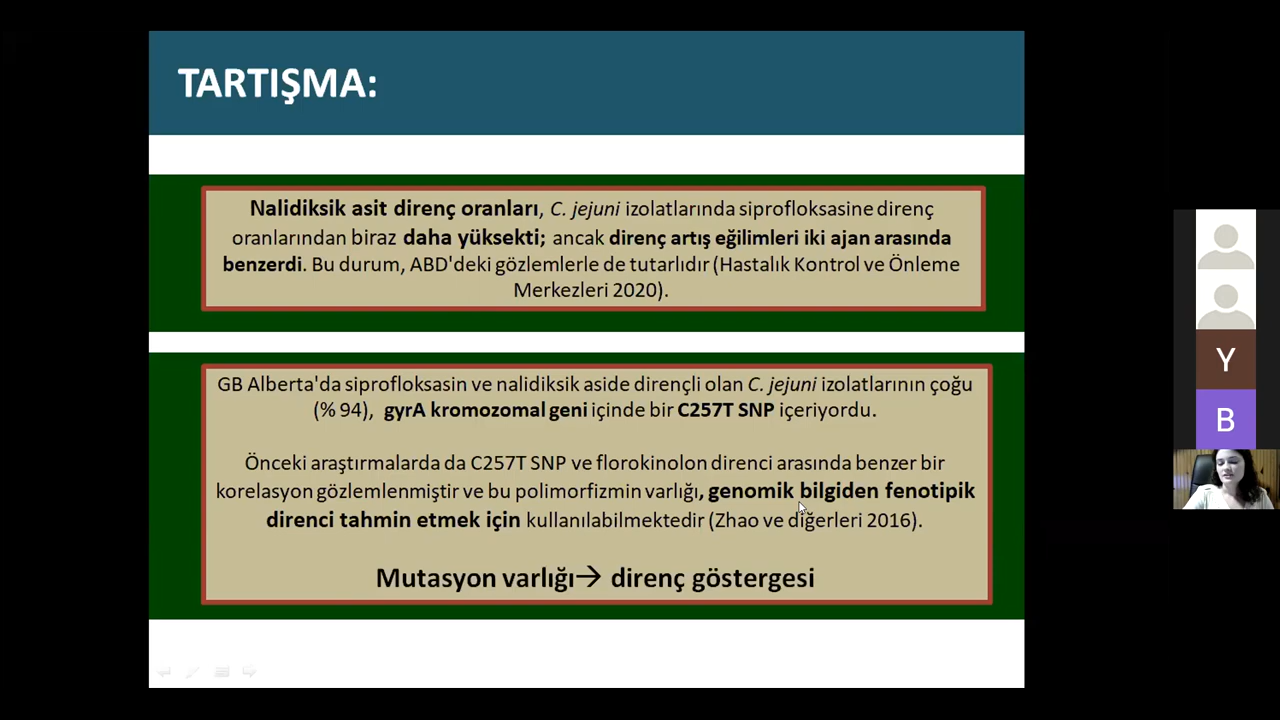 TARTIŞMA:
Nalidiksik asit direnç oranları, C. jejuni izolatlarında siprofloksasine direnç
oranlarından biraz daha yüksekti; ancak direnç artış eğilimleri iki ajan arasında
benzerdi. Bu durum, ABD'deki gözlemlerle de tutarlıdır (Hastalık Kontrol ve Önleme
Merkezleri 2020).
GB Alberta'da siprofloksasin ve nalidiksik aside dirençli olan C. jejuni izolatlarının çoğu
(% 94), gyrA kromozomal geni içinde bir C257T SNP içeriyordu.
Önceki araştırmalarda da C257T SNP ve florokinolon direnci arasında benzer bir
korelasyon gözlemlenmiştir ve bu polimorfizmin varlığı, genomik bilgiden fenotipik
direnci tahmin etmek için kullanılabilmektedir (Zhao ve diğerleri 2016).
Mutasyon varlığı→ direnç göstergesi
Y
B